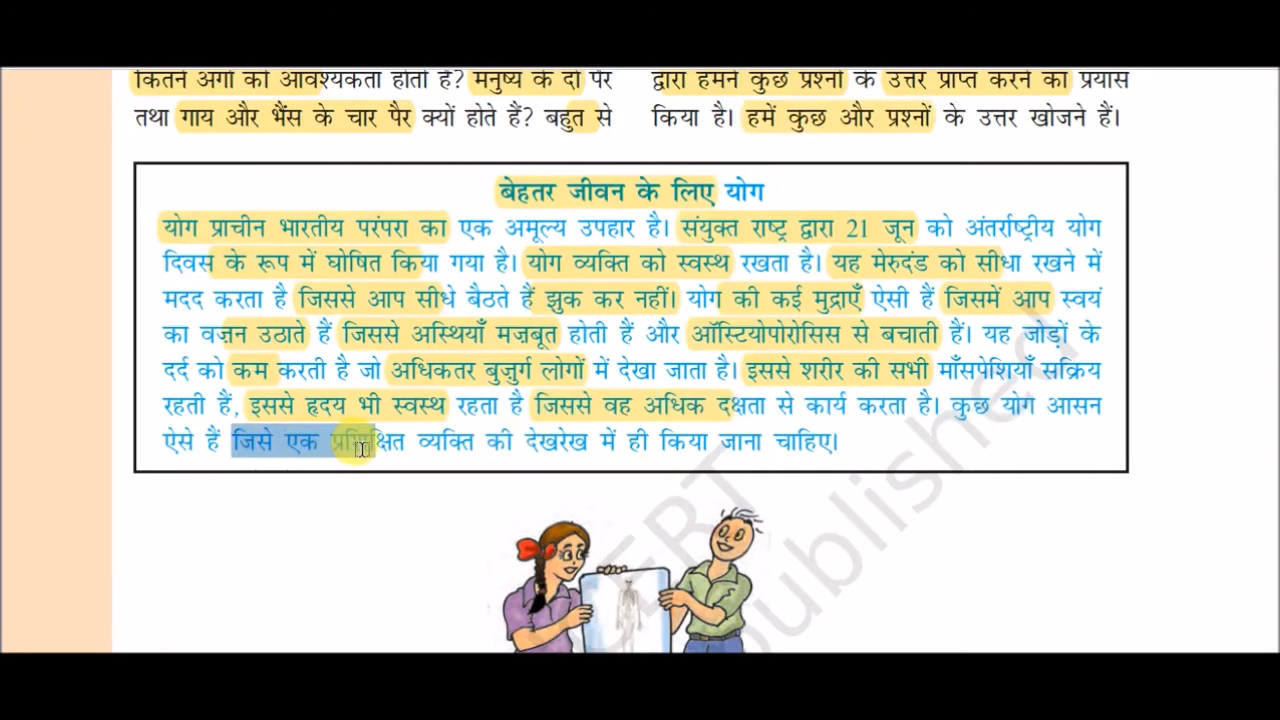 कितने अंगों की आवश्यकता होती है? मनुष्य के दो पैर
तथा गाय और भैंस के चार पैर क्यों होते हैं? बहुत से
द्वारा हमने कुछ प्रश्नों के उत्तर प्राप्त करने का प्रयास
किया है। हमें कुछ और प्रश्नों के उत्तर खोजने हैं।
बेहतर जीवन के लिए योग
योग प्राचीन भारतीय परंपरा का एक अमूल्य उपहार है। संयुक्त राष्ट्र द्वारा 21 जून को अंतर्राष्ट्रीय योग
दिवस के रूप में घोषित किया गया है। योग व्यक्ति को स्वस्थ रखता है। यह मेरुदंड को सीधा रखने में
मदद करता है जिससे आप सीधे बैठते हैं झुक कर नहीं। योग की कई मुद्राएँ ऐसी हैं जिसमें आप स्वयं
का वज़न उठाते हैं जिससे अस्थियाँ मज़बूत होती हैं और ऑस्टियोपोरोसिस से बचाती हैं। यह जोड़ों के
दर्द को कम करती है जो अधिकतर बुज़ुर्ग लोगों में देखा जाता है। इससे शरीर की सभी माँसपेशियाँ सक्रिय
रहती हैं, इससे हृदय भी स्वस्थ रहता है जिससे वह अधिक दक्षता से कार्य करता है। कुछ योग आसन
ऐसे हैं जिसे एक प्रशिक्षित व्यक्ति की देखरेख में ही किया जाना चाहिए।